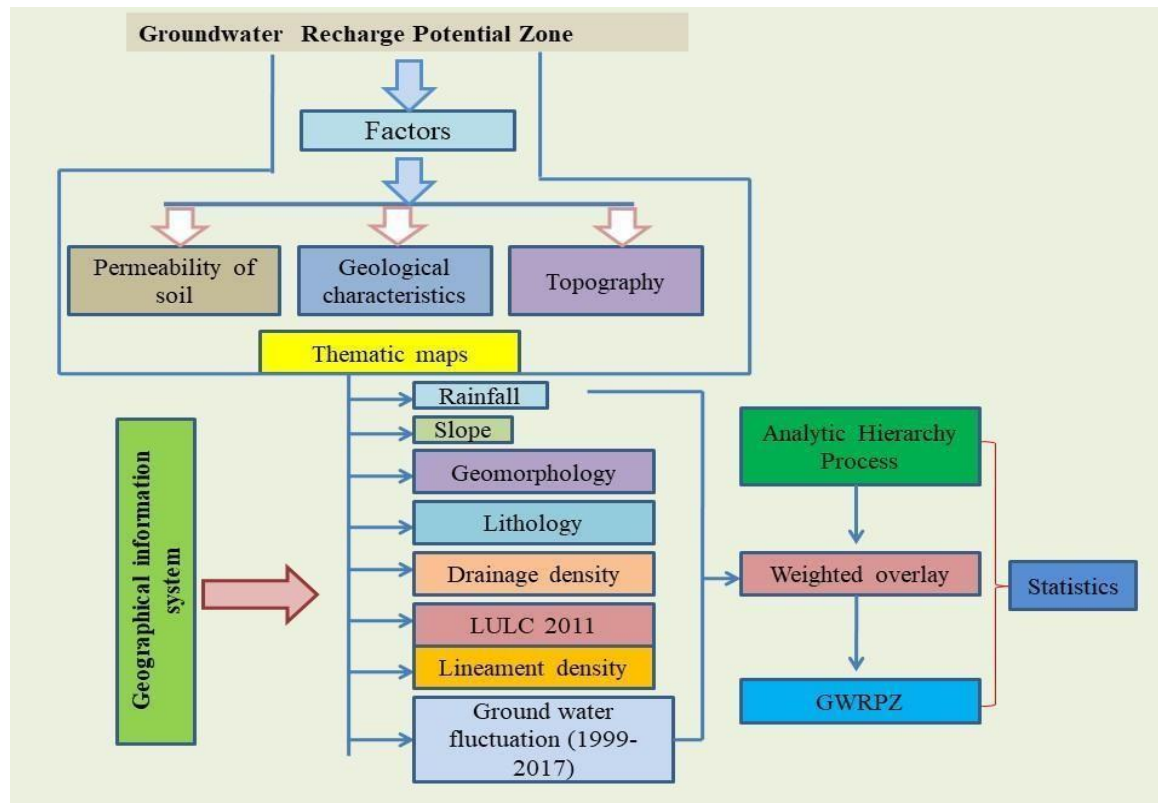 Groundwater Recharge Potential Zone
Factors
Permeability of
soil
Geological
characteristics
Topography
Thematic maps
Geographical information
system
Rainfall
Slope
Geomorphology
Lithology
Drainage density
LULC 2011
Lineament density
Ground water
fluctuation (1999-
2017)
Analytic Hierarchy
Process
Weighted overlay
GWRPZ
Statistics